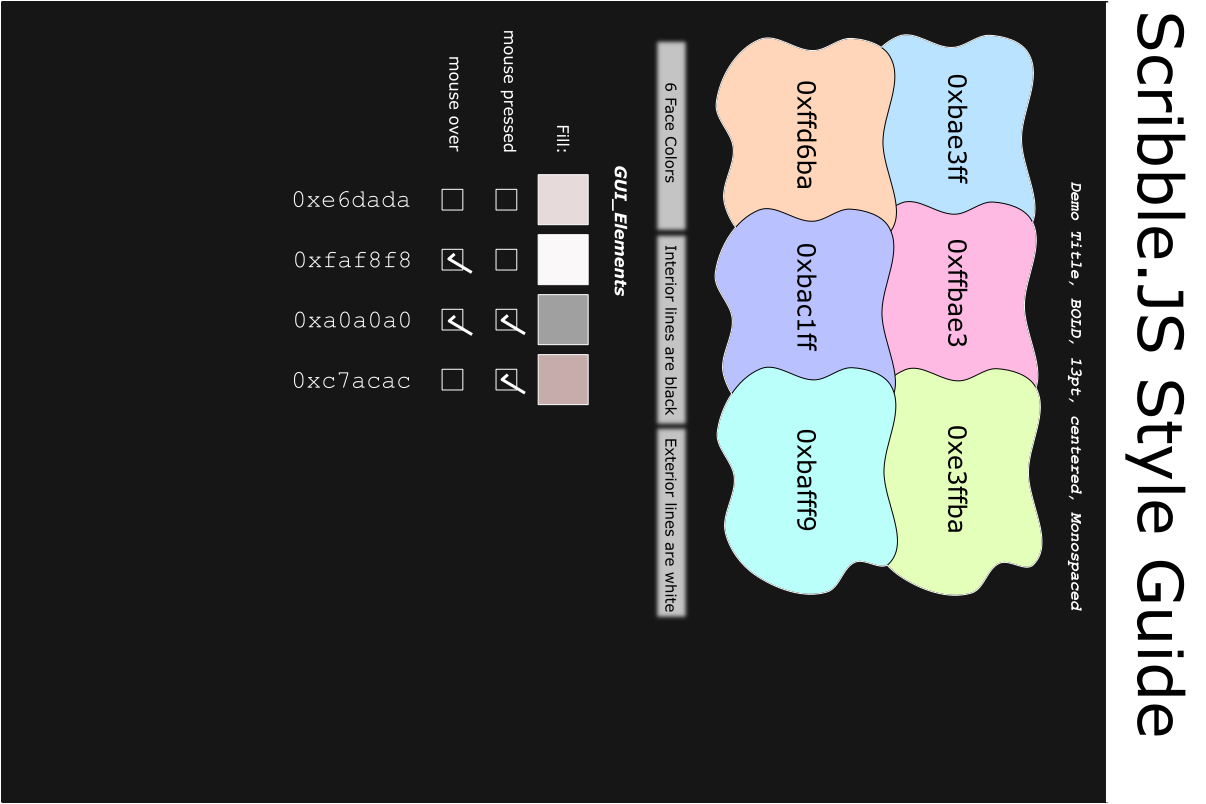 Scribble.JS Style Guide
Demo Title, BOLD, 13pt, centered, Monospaced
0xbae3ff
0xffbae3
0xe3ffba
0xffd6ba
0xbac1ff
0xbafff9
6 Face Colors
Interior lines are black
Exterior lines are white
GUI_Elements
Fill:
mouse pressed
mouse over
0xe6dada
0xfaf8f8
0xa0a0a0
0xc7acac